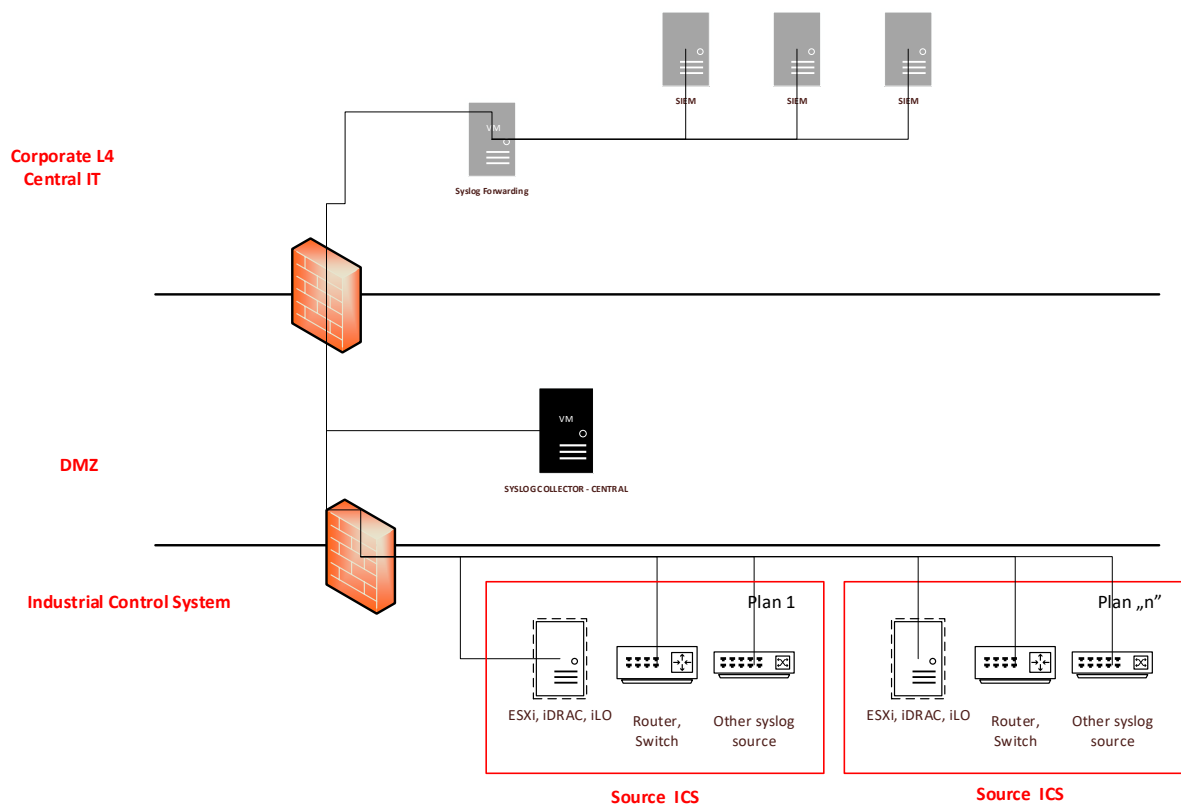 SIEM
SIEM
SIEM
VM
Syslog Forwarding
Corporate L4
Central IT
VM
SYSLOG COLLECTOR - CENTRAL
DMZ
Industrial Control System
Plan 1
Plan „n”
ESXi, iDRAC, iLO
Router,
Switch
Other syslog
source
ESXi, iDRAC, iLO
Router,
Switch
Other syslog
source
Source ICS
Source ICS